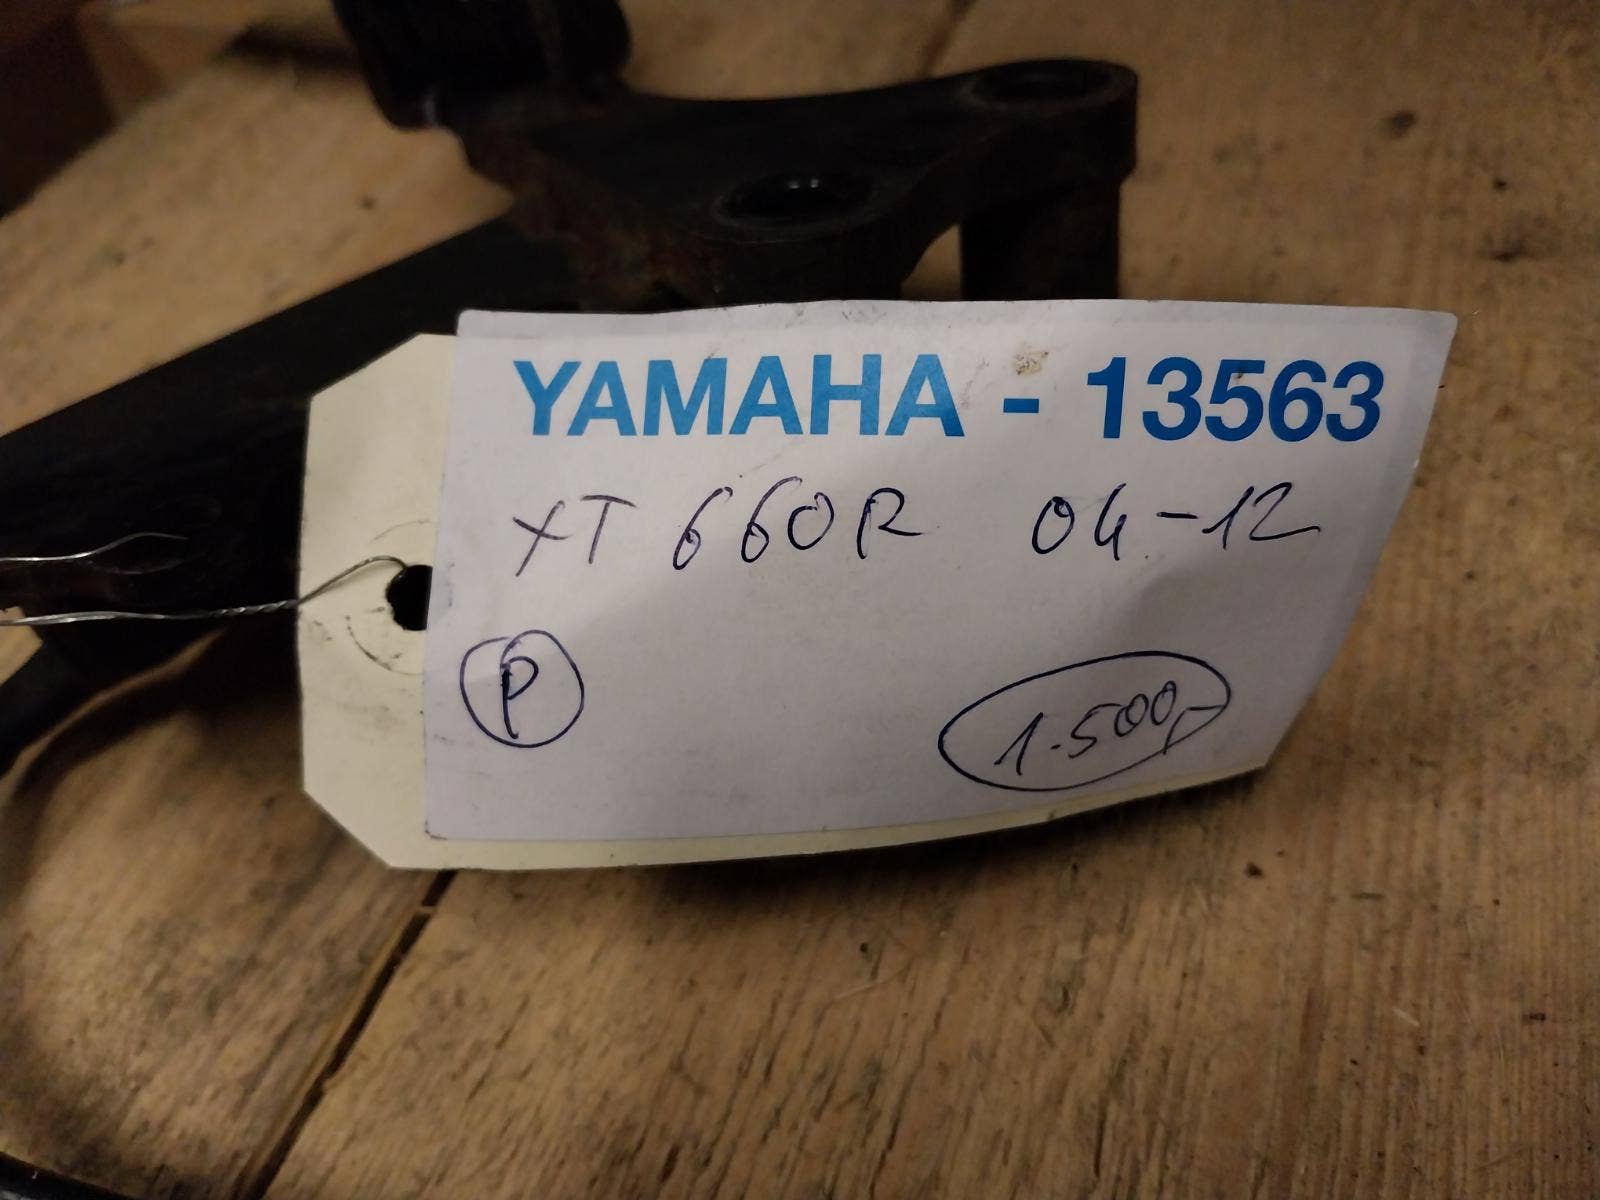 YAMAHA - 13563
XT 660R 04-12
P
1.500,-